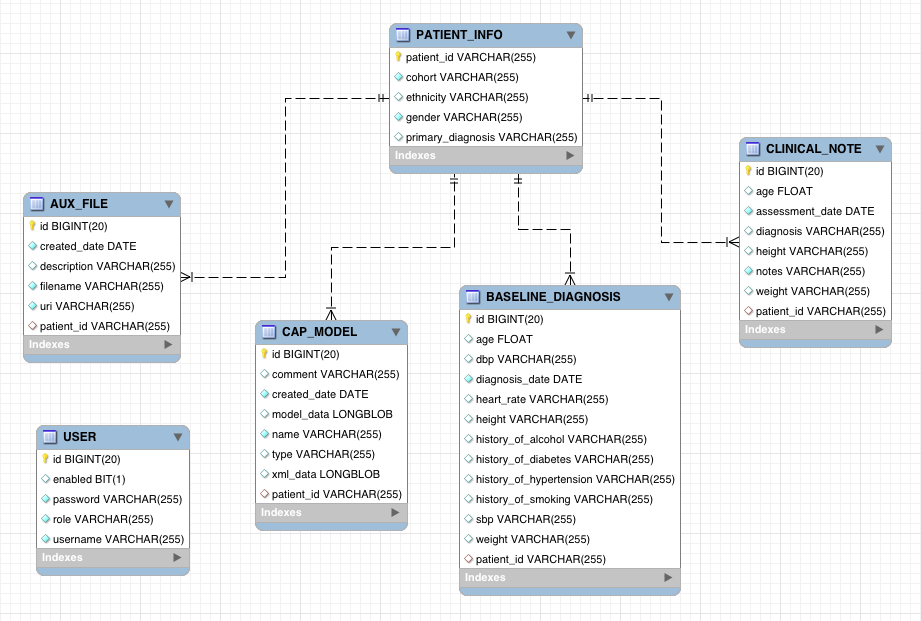 PATIENT_INFO
patient_id VARCHAR(255)
cohort VARCHAR(255)
ethnicity VARCHAR(255)
gender VARCHAR(255)
primary_diagnosis VARCHAR(255)
Indexes
CLINICAL_NOTE
id BIGINT(20)
age FLOAT
assessment_date DATE
diagnosis VARCHAR(255)
height VARCHAR(255)
notes VARCHAR(255)
weight VARCHAR(255)
patient_id VARCHAR(255)
Indexes
AUX_FILE
id BIGINT(20)
created_date DATE
description VARCHAR(255)
filename VARCHAR(255)
uri VARCHAR(255)
patient_id VARCHAR(255)
Indexes
BASELINE_DIAGNOSIS
id BIGINT(20)
age FLOAT
dbp VARCHAR(255)
diagnosis_date DATE
heart_rate VARCHAR(255)
height VARCHAR(255)
history_of_alcohol VARCHAR(255)
history_of_diabetes VARCHAR(255)
history_of_hypertension VARCHAR(255)
history_of_smoking VARCHAR(255)
sbp VARCHAR(255)
weight VARCHAR(255)
patient_id VARCHAR(255)
Indexes
CAP_MODEL
id BIGINT(20)
comment VARCHAR(255)
created_date DATE
model_data LONGBLOB
name VARCHAR(255)
type VARCHAR(255)
xml_data LONGBLOB
patient_id VARCHAR(255)
Indexes
USER
id BIGINT(20)
enabled BIT(1)
password VARCHAR(255)
role VARCHAR(255)
username VARCHAR(255)
Indexes